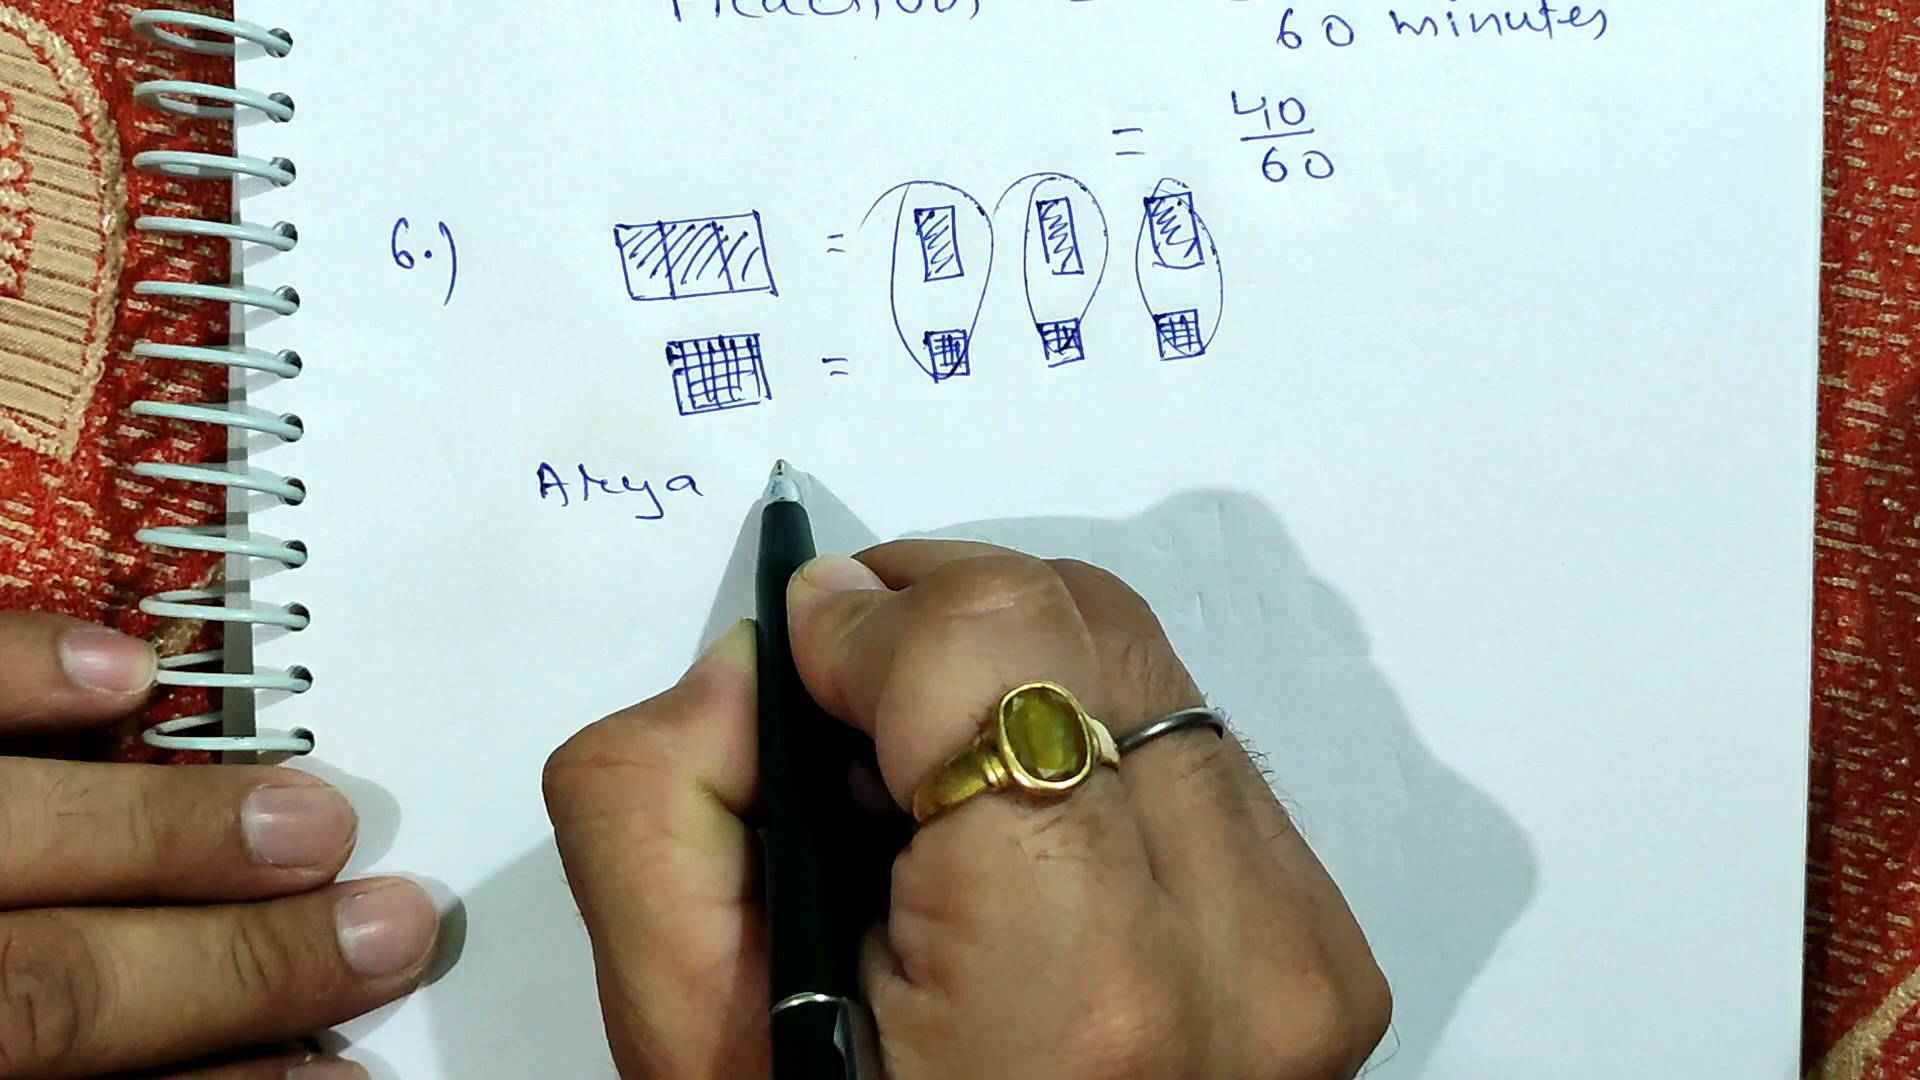 60 minutes
= 40/60
6.)
=
=
Arya